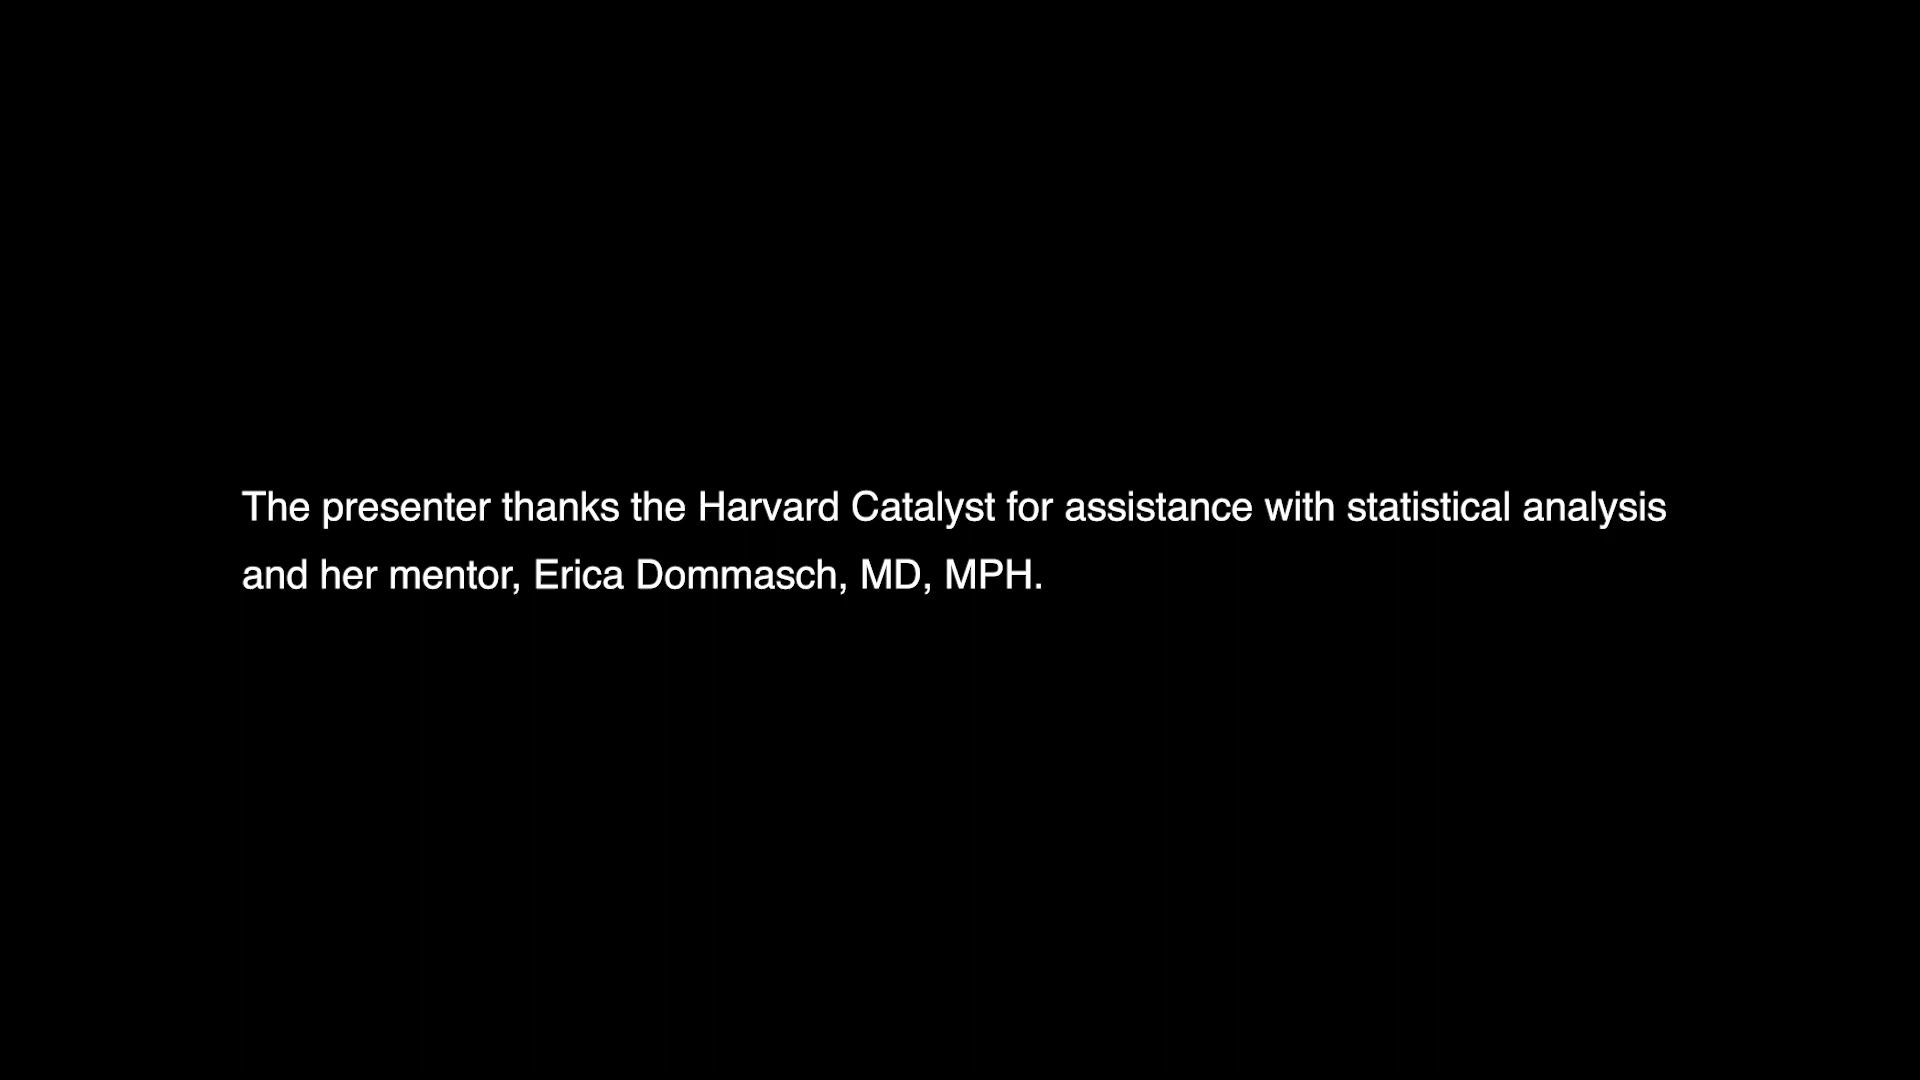 The presenter thanks the Harvard Catalyst for assistance with statistical analysis
and her mentor, Erica Dommasch, MD, MPH.